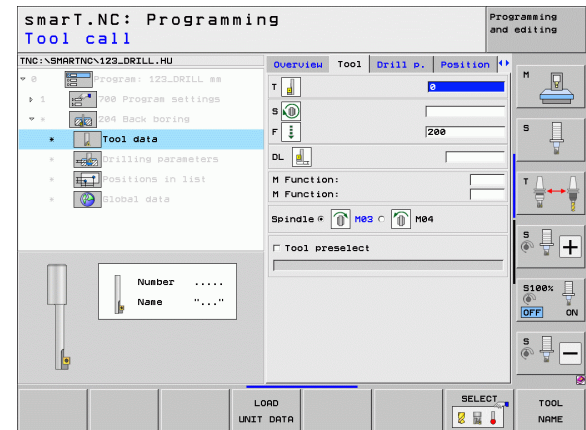 smarT.NC: Programming
Tool call
Programming
and editing
TNC:\SMARTNC\123_DRILL.HU
0 Program: 123_DRILL mm
1 700 Program settings
* 204 Back boring
* Tool data
* Drilling parameters
* Positions in list
* Global data
Number .....
Name "..."
Overview Tool Drill p. Position
T 0
S
F 200
DL
M Function:
M Function:
Spindle M03 M04
Tool preselect
M
S
T
S
S100%
OFF ON
S
LOAD
UNIT DATA
SELECT
TOOL
NAME